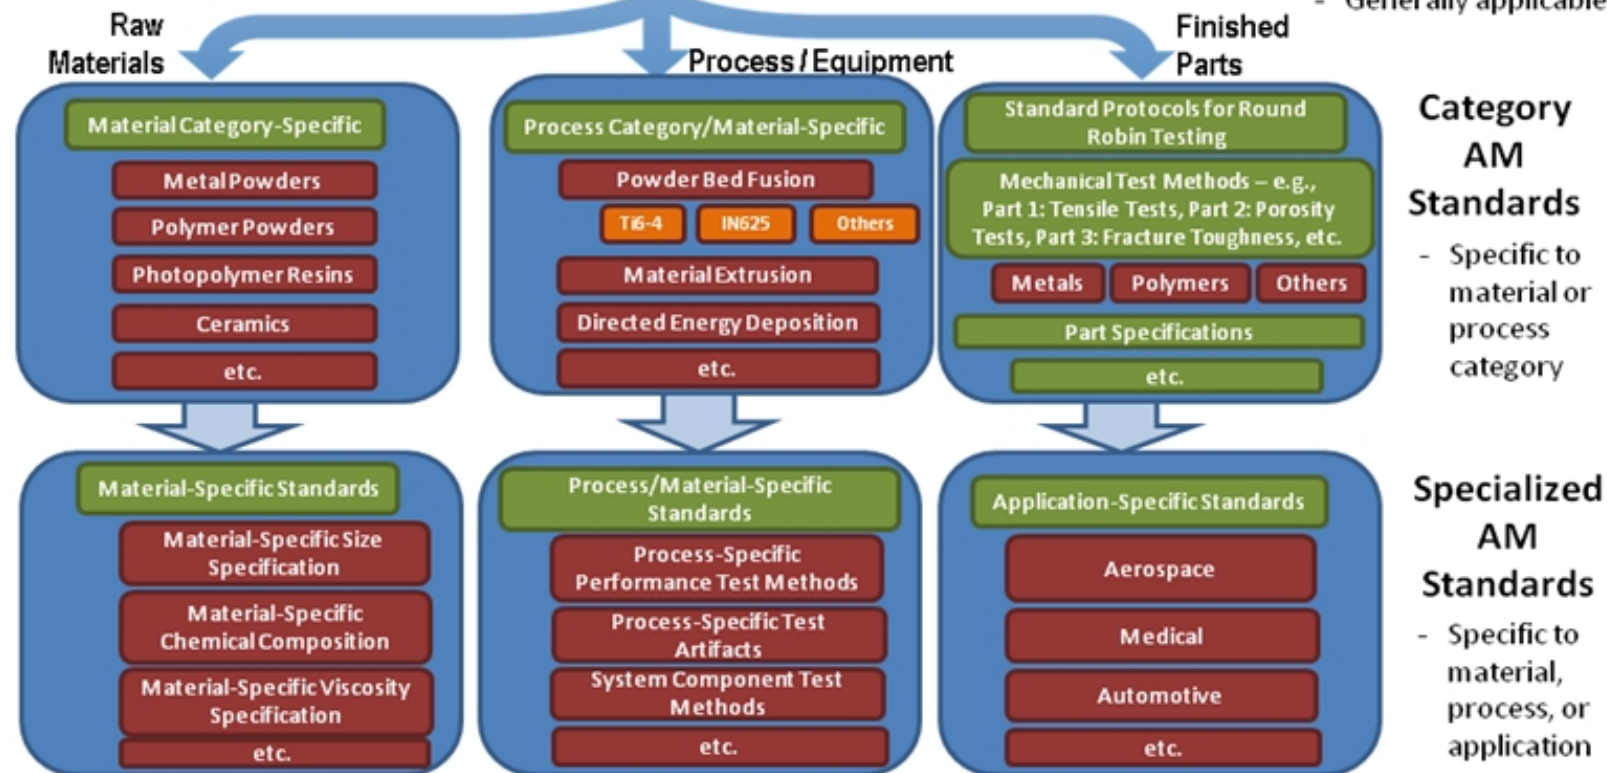 - Generally applicable
Raw
Materials
Process / Equipment
Finished
Parts
Material Category-Specific
Metal Powders
Polymer Powders
Photopolymer Resins
Ceramics
etc.
Process Category/Material-Specific
Powder Bed Fusion
Ti6-4
IN625
Others
Material Extrusion
Directed Energy Deposition
etc.
Standard Protocols for Round
Robin Testing
Mechanical Test Methods – e.g.,
Part 1: Tensile Tests, Part 2: Porosity
Tests, Part 3: Fracture Toughness, etc.
Metals
Polymers
Others
Part Specifications
etc.
Category
AM
Standards
- Specific to
material or
process
category
Material-Specific Standards
Material-Specific Size
Specification
Material-Specific
Chemical Composition
Material-Specific Viscosity
Specification
etc.
Process/Material-Specific
Standards
Process-Specific
Performance Test Methods
Process-Specific Test
Artifacts
System Component Test
Methods
etc.
Application-Specific Standards
Aerospace
Medical
Automotive
etc.
Specialized
AM
Standards
- Specific to
material,
process, or
application